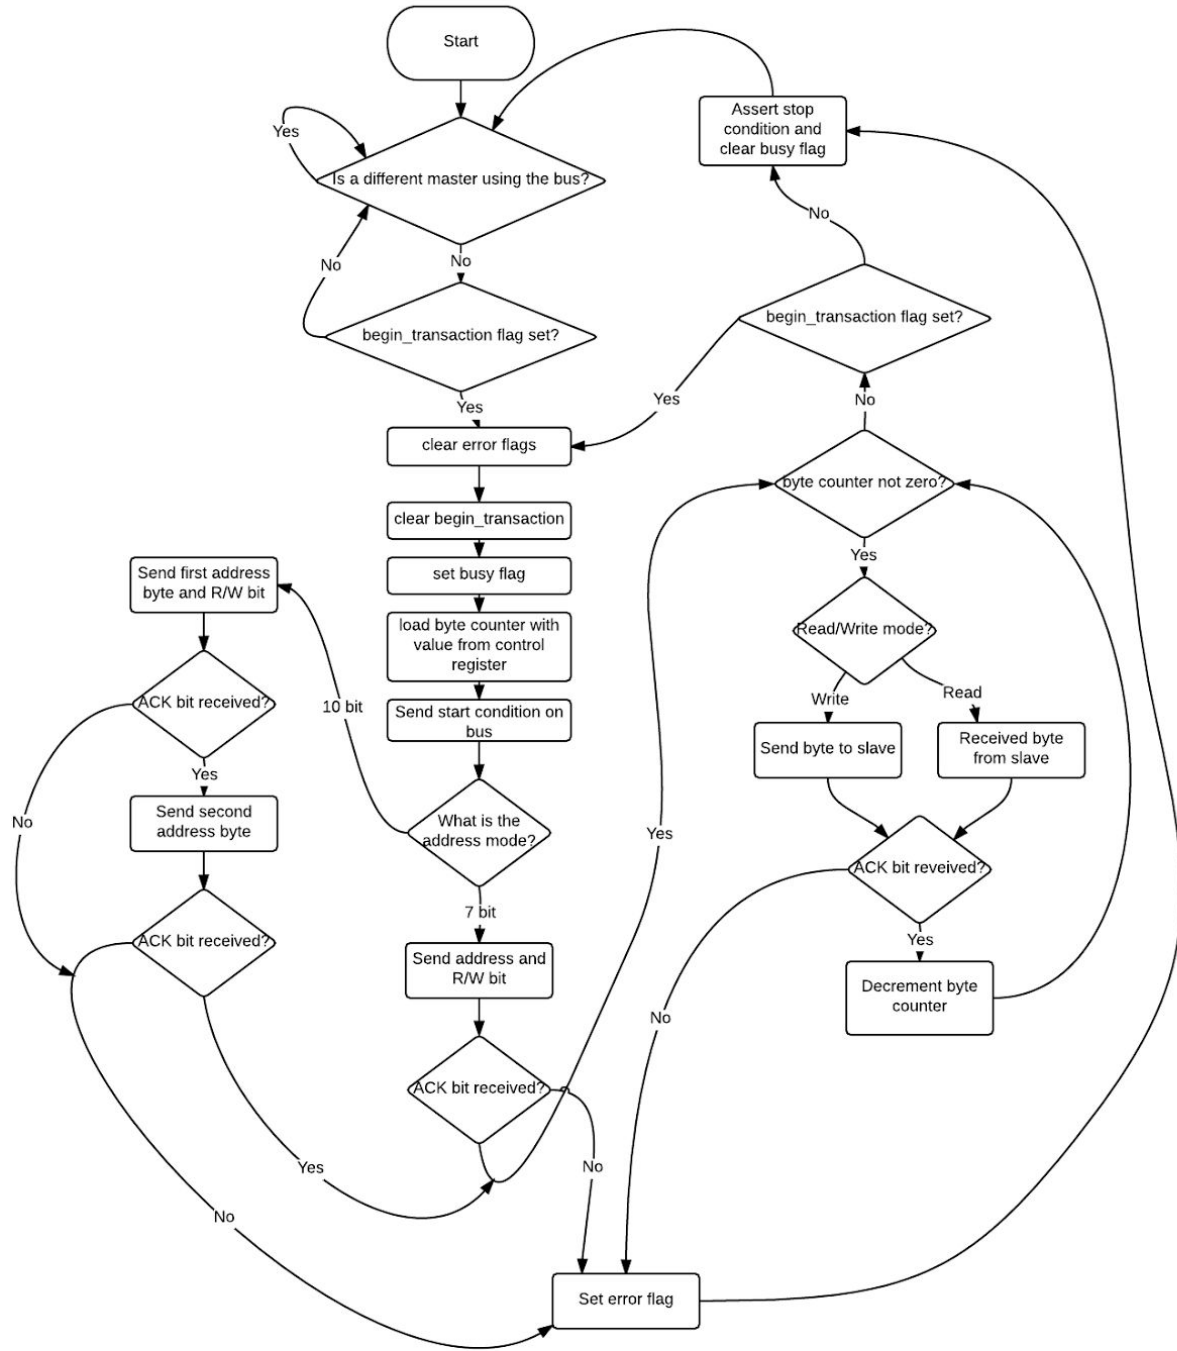 Start
Assert stop
condition and
clear busy flag
Yes
Is a different master using the bus?
No
No
No
begin_transaction flag set?
begin_transaction flag set?
Yes
Yes
No
clear error flags
byte counter not zero?
clear begin_transaction
Yes
Send first address
byte and R/W bit
set busy flag
load byte counter with
value from control
register
Read/Write mode?
ACK bit received?
10 bit
Send start condition on
bus
Write
Read
Send byte to slave
Received byte
from slave
Yes
Send second
address byte
No
What is the
address mode?
Yes
ACK bit reveived?
7 bit
ACK bit received?
Yes
Send address and
R/W bit
Decrement byte
counter
No
ACK bit received?
Yes
No
No
Set error flag